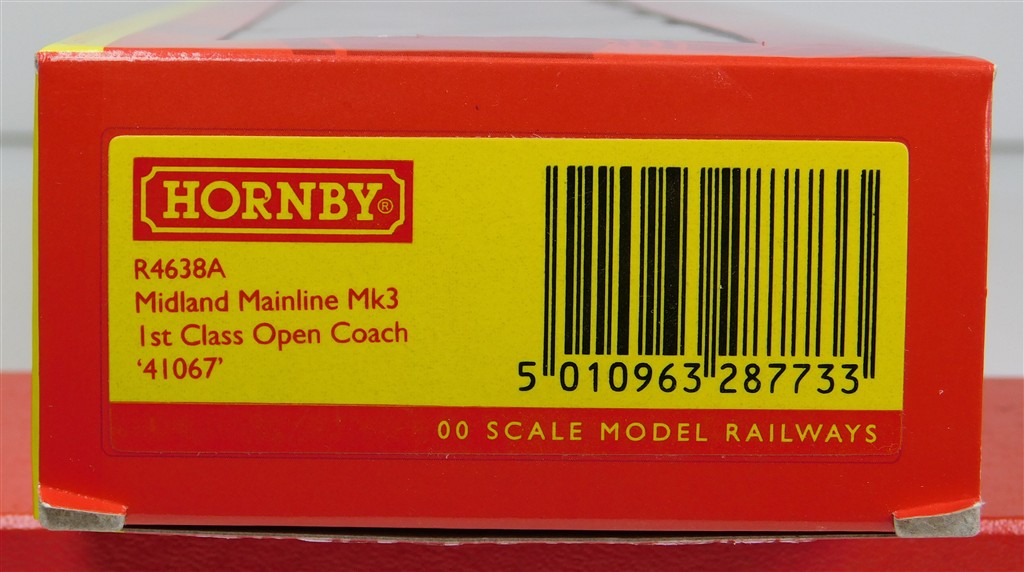 HORNBY®
R4638A
Midland Mainline Mk3
1st Class Open Coach
‘41067’
5 010963 287733
00 SCALE MODEL RAILWAYS